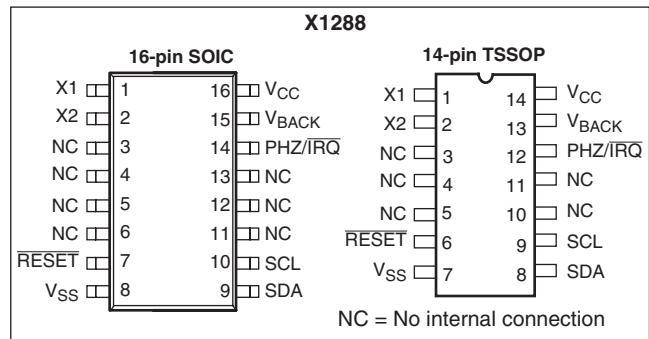 X1288
16-pin SOIC
X1 1 16 VCC
X2 2 15 VBACK
NC 3 14 PHZ/IRQ
NC 4 13 NC
NC 5 12 NC
NC 6 11 NC
RESET 7 10 SCL
VSS 8 9 SDA
14-pin TSSOP
X1 1 14 VCC
X2 2 13 VBACK
NC 3 12 PHZ/IRQ
NC 4 11 NC
NC 5 10 NC
RESET 6 9 SCL
VSS 7 8 SDA
NC = No internal connection